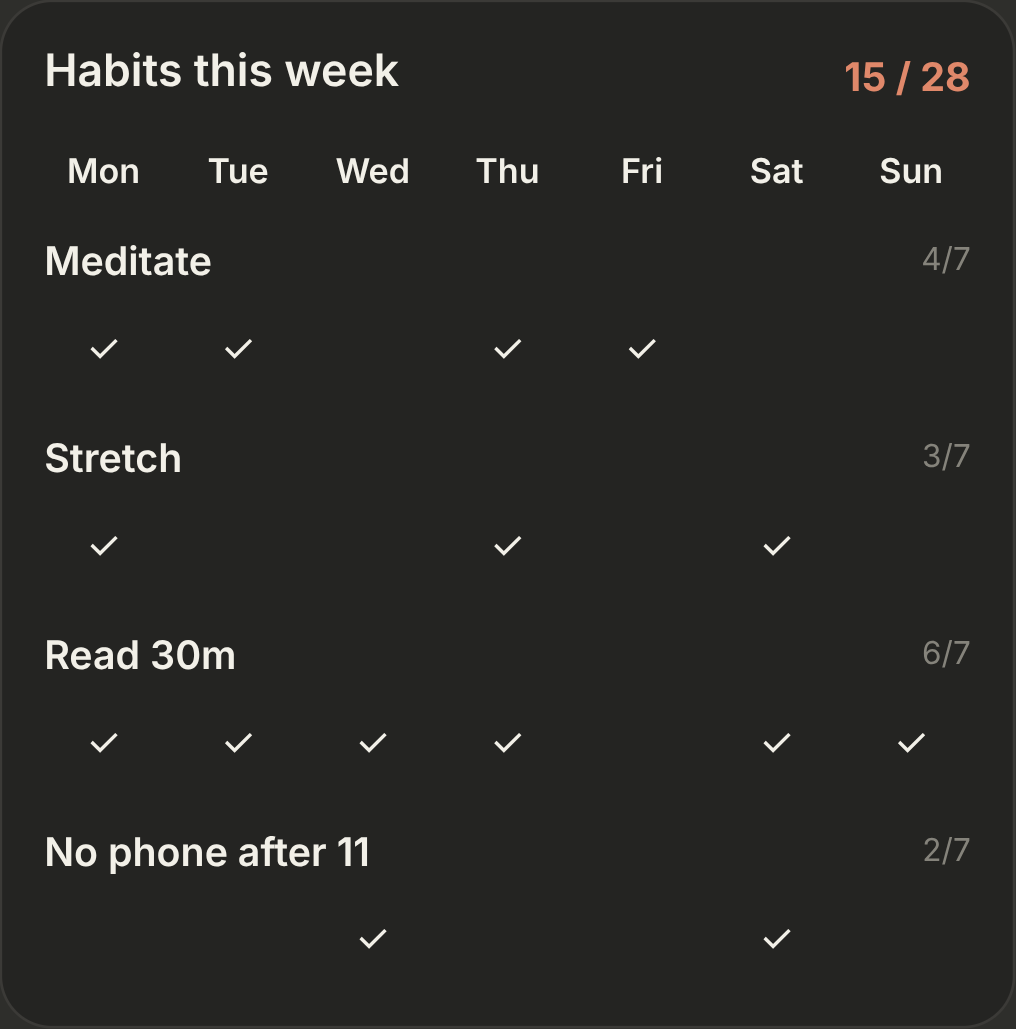 Habits this week 15 / 28
Mon Tue Wed Thu Fri Sat Sun
Meditate 4/7
✓ ✓ ✓ ✓
Stretch 3/7
✓ ✓ ✓
Read 30m 6/7
✓ ✓ ✓ ✓ ✓ ✓
No phone after 11 2/7
✓ ✓